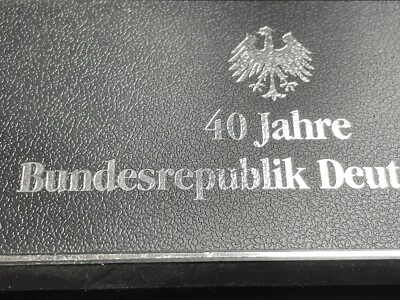 40 Jahre
Bundesrepublik Deut